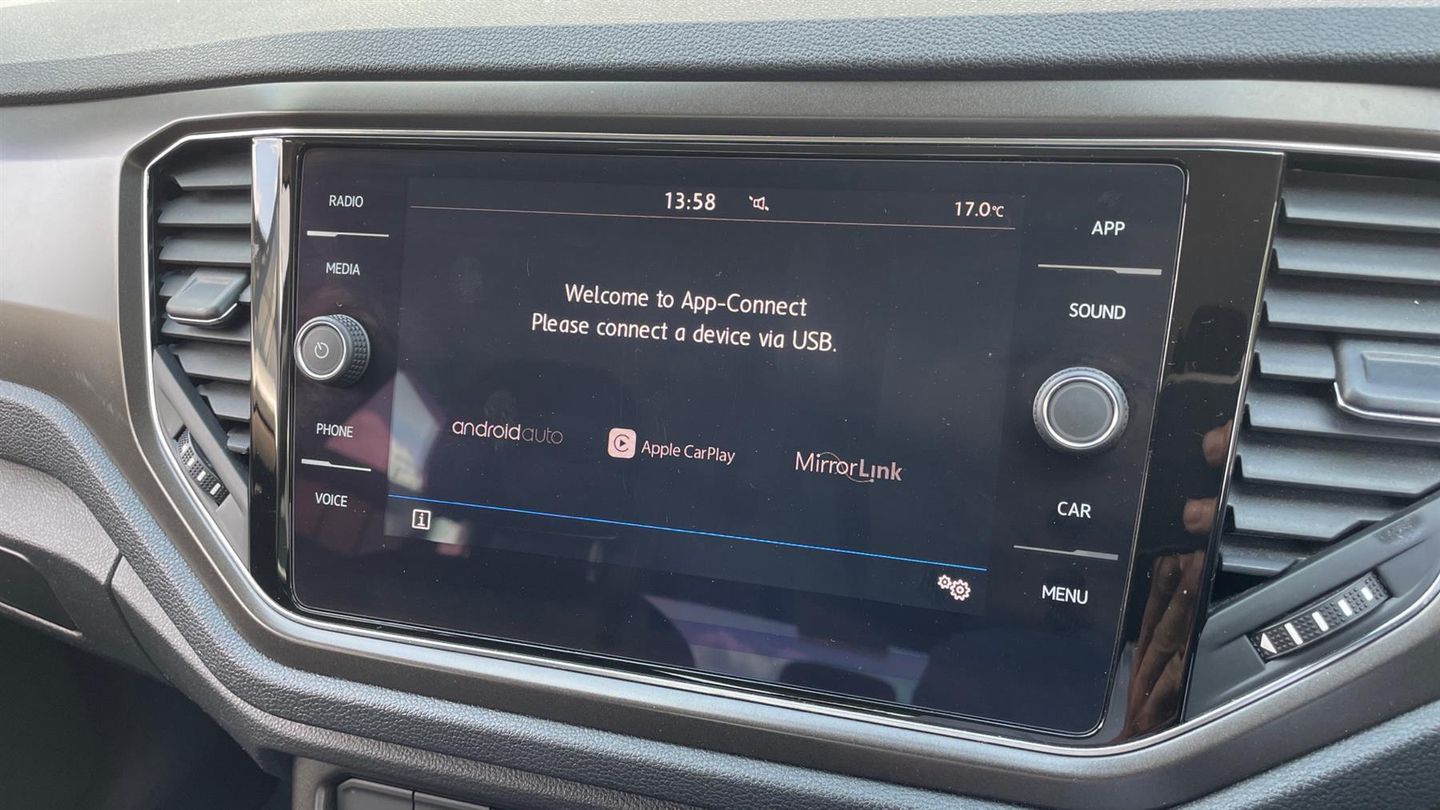 13:58
17.0°C
RADIO
MEDIA
PHONE
VOICE
Welcome to App-Connect
Please connect a device via USB.
androidauto
Apple CarPlay
MirrorLink
i
APP
SOUND
CAR
MENU